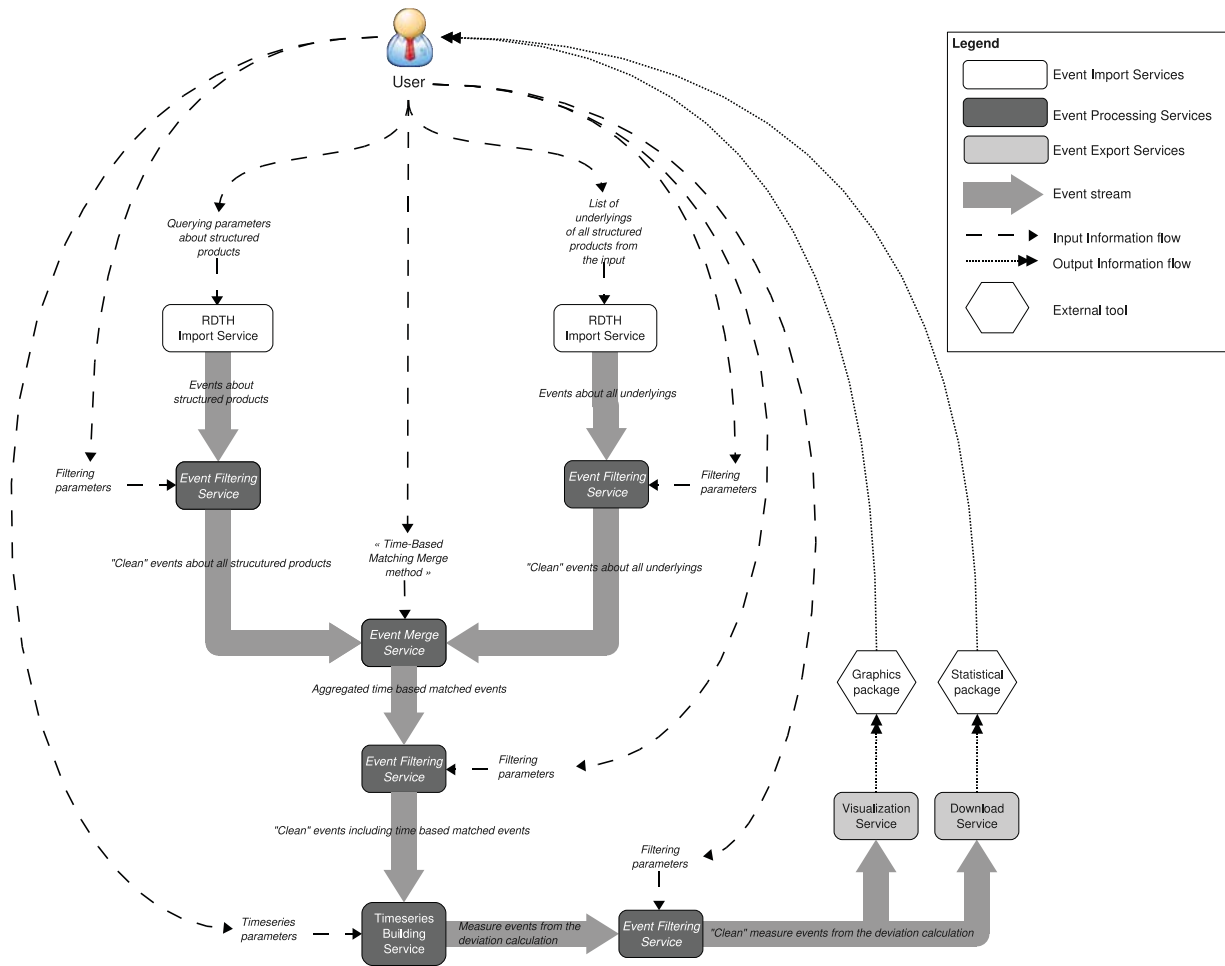 User
Legend
Event Import Services
Event Processing Services
Event Export Services
Event stream
Input Information flow
Output Information flow
External tool
Querying parameters
about structured
products
List of
underlyings
of all structured
products from
the input
RDTH
Import Service
RDTH
Import Service
Events about
structured products
Events about all underlyings
Filtering
parameters
Event Filtering
Service
Event Filtering
Service
Filtering
parameters
"Clean" events about all strucutured products
« Time-Based
Matching Merge
method »
"Clean" events about all underlyings
Event Merge
Service
Aggregated time based matched events
Graphics
package
Statistical
package
Event Filtering
Service
Filtering
parameters
"Clean" events including time based matched events
Visualization
Service
Download
Service
Filtering
parameters
Timeseries
parameters
Timeseries
Building
Service
Measure events from the
deviation calculation
Event Filtering
Service
"Clean" measure events from the deviation calculation